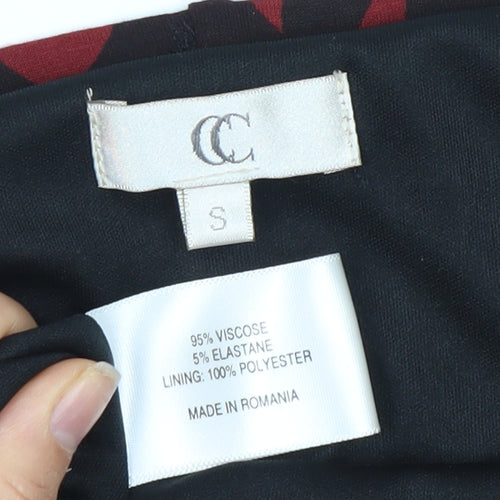 CC
S
95% VISCOSE
5% ELASTANE
LINING: 100% POLYESTER
MADE IN ROMANIA